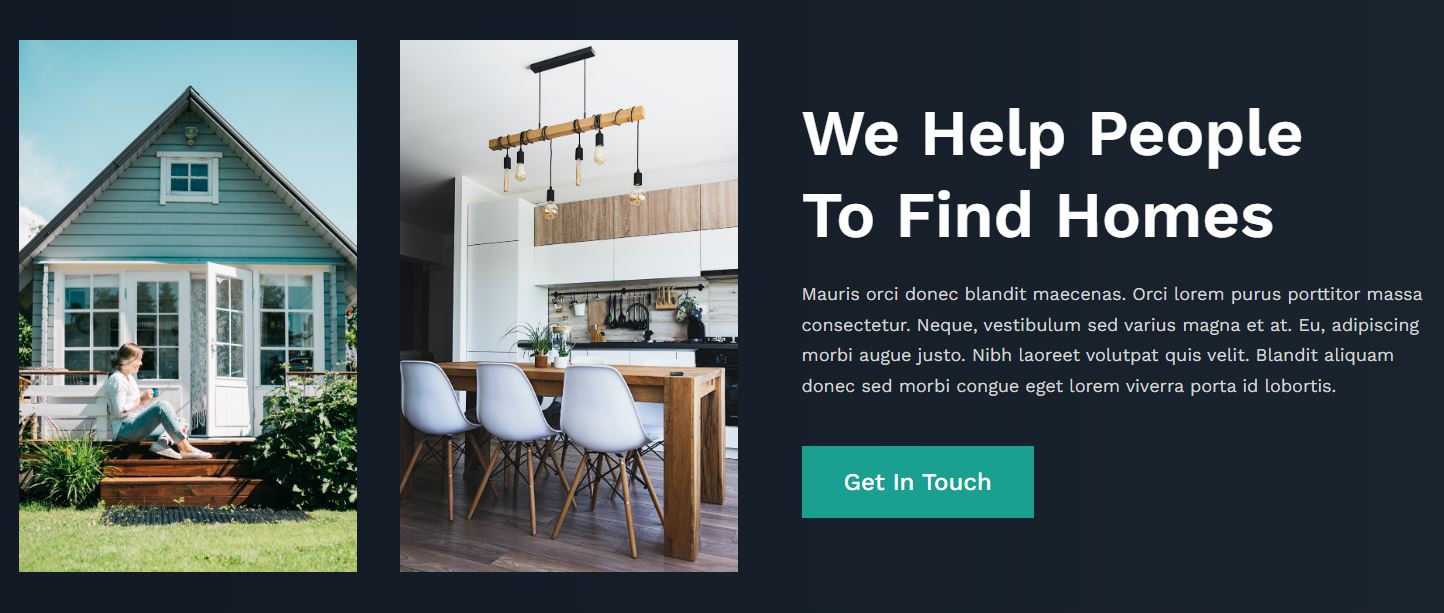 We Help People
To Find Homes
Mauris orci donec blandit maecenas. Orci lorem purus porttitor massa
consectetur. Neque, vestibulum sed varius magna et at. Eu, adipiscing
morbi augue justo. Nibh laoreet volutpat quis velit. Blandit aliquam
donec sed morbi congue eget lorem viverra porta id lobortis.
Get In Touch